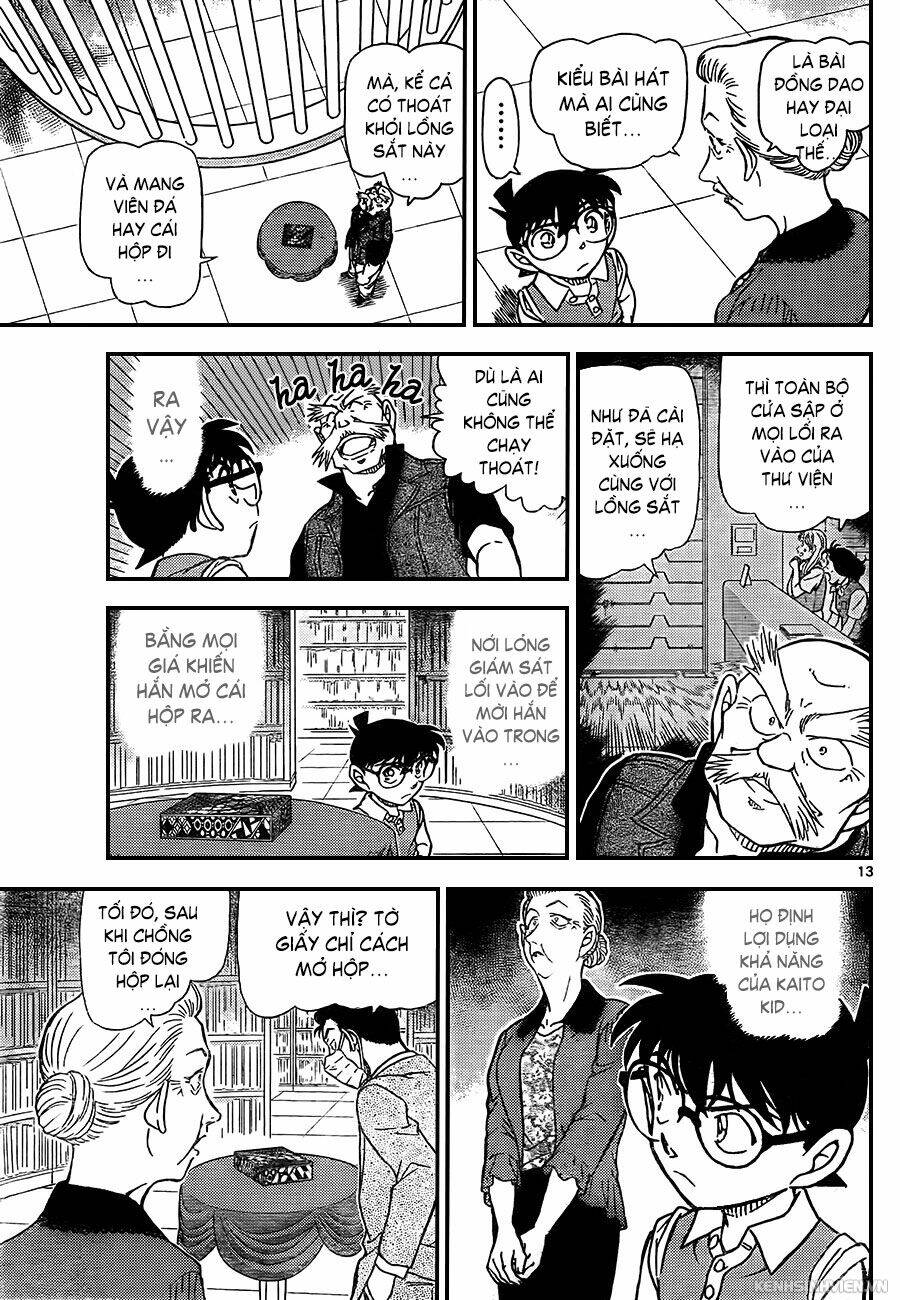 LÀ BÀI
ĐỒNG DAO
HAY ĐẠI
LOẠI
THẾ...
KIỂU BÀI HÁT
MÀ AI CŨNG
BIẾT...
......
MÀ, KỂ CẢ
CÓ THOÁT
KHỎI LỒNG
SẮT NÀY
...
VÀ MANG
VIÊN ĐÁ
HAY CÁI
HỘP ĐI
...
THÌ TOÀN BỘ
CỬA SẬP Ở
MỌI LỐI RA
VÀO CỦA
THƯ VIỆN
...
NHƯ ĐÃ CÀI
ĐẶT, SẼ HẠ
XUỐNG
CÙNG VỚI
LỒNG SẮT
...
DÙ LÀ AI
CŨNG
KHÔNG THỂ
CHẠY
THOÁT!
ha ha ha
RA
VẬY
...
NỚI LỎNG
GIÁM SÁT
LỐI VÀO ĐỂ
MỜI HẮN
VÀO TRONG
...
BẰNG MỌI
GIÁ KHIẾN
HẮN MỞ CÁI
HỘP RA...
13
HỌ ĐỊNH
LỢI DỤNG
KHẢ NĂNG
CỦA KAITO
KID...
VẬY THÌ? TỜ
GIẤY CHỈ CÁCH
MỞ HỘP...
TỐI ĐÓ, SAU
KHI CHỒNG
TÔI ĐÓNG
HỘP LẠI
...
KENHSINHVIEN.VN